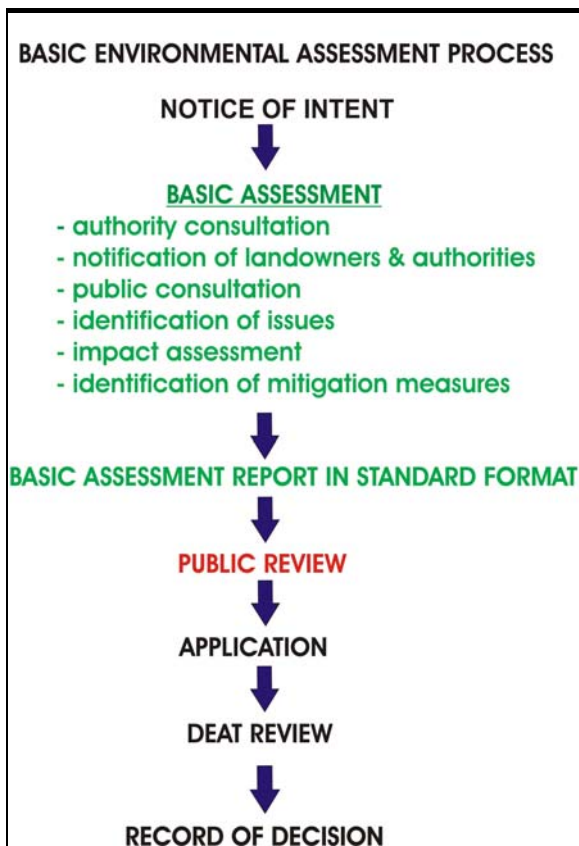 BASIC ENVIRONMENTAL ASSESSMENT PROCESS
NOTICE OF INTENT
BASIC ASSESSMENT
- authority consultation
- notification of landowners & authorities
- public consultation
- identification of issues
- impact assessment
- identification of mitigation measures
BASIC ASSESSMENT REPORT IN STANDARD FORMAT
PUBLIC REVIEW
APPLICATION
DEAT REVIEW
RECORD OF DECISION